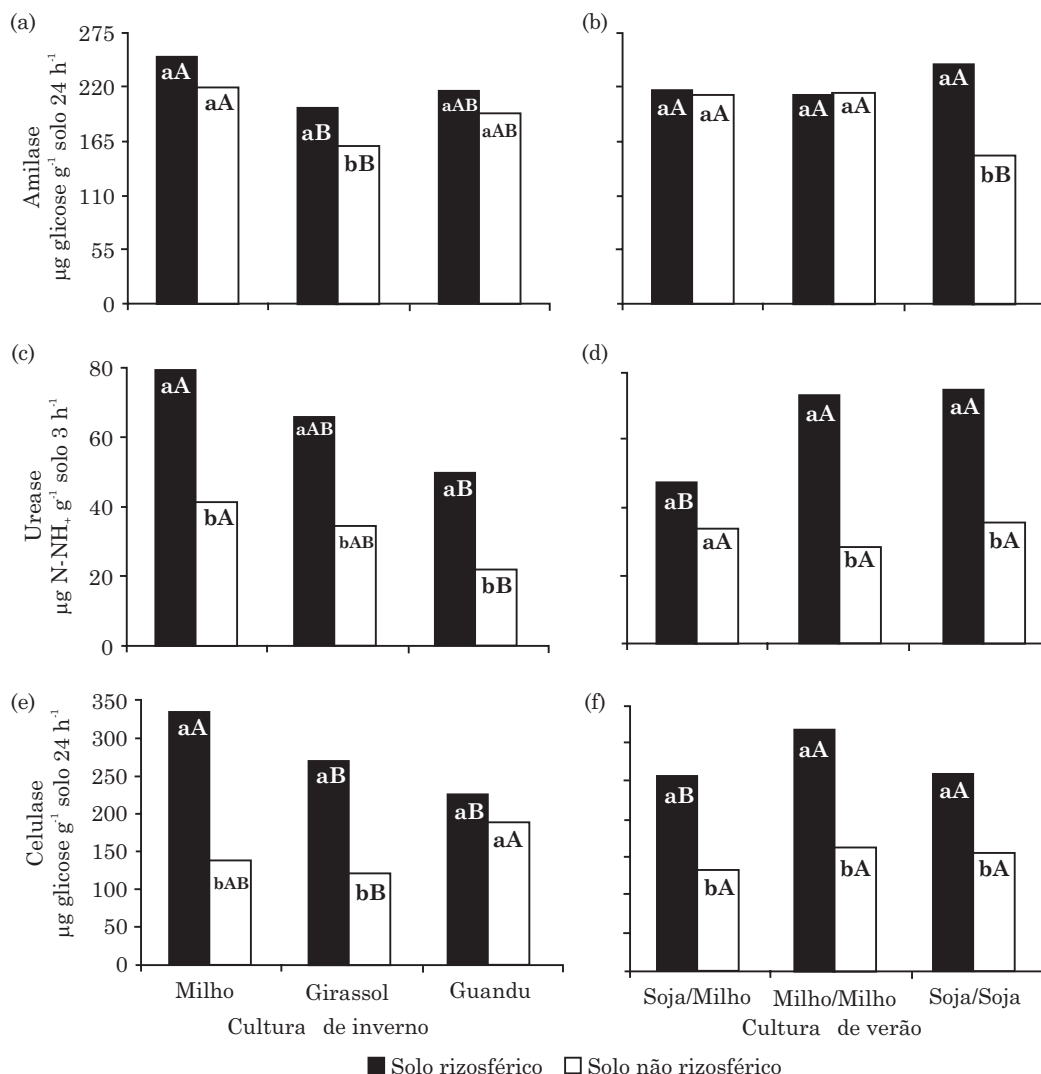 (a)
Amilase
µg glicose g⁻¹ solo 24 h⁻¹
275
220
165
110
55
0
aA
aA
aB
bB
aAB
aAB
(b)
aA
aA
aA
aA
aA
bB
(c)
Urease
µg N-NH₄ g⁻¹ solo 3 h⁻¹
80
60
40
20
0
aA
bA
aAB
bAB
aB
bB
(d)
aB
aA
aA
bA
aA
bA
(e)
Celulase
µg glicose g⁻¹ solo 24 h⁻¹
350
300
250
200
150
100
50
0
aA
bAB
aB
bB
aB
aA
Milho Girassol Guandu
Cultura de inverno
(f)
aB
bA
aA
bA
aA
bA
Soja/Milho Milho/Milho Soja/Soja
Cultura de verão
Solo rizosférico Solo não rizosférico